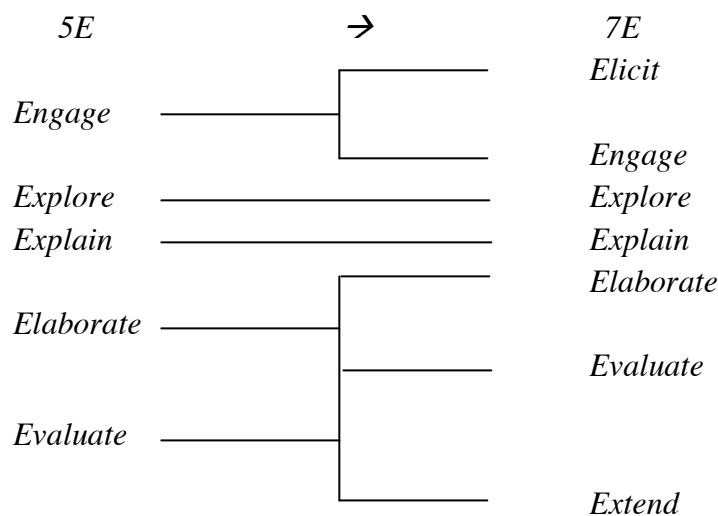 5E → 7E
Elicit
Engage
Engage
Explore Explore
Explain Explain
Elaborate
Elaborate
Evaluate
Evaluate
Extend